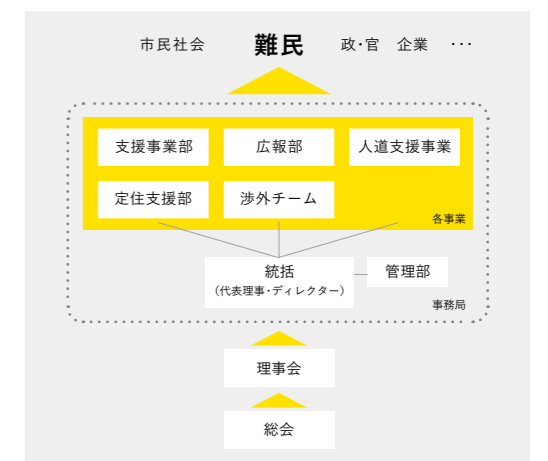 市民社会 難民 政・官 企業 ･･･
支援事業部 広報部 人道支援事業
定住支援部 渉外チーム
各事業
統括 管理部
（代表理事・ディレクター）
事務局
理事会
総会